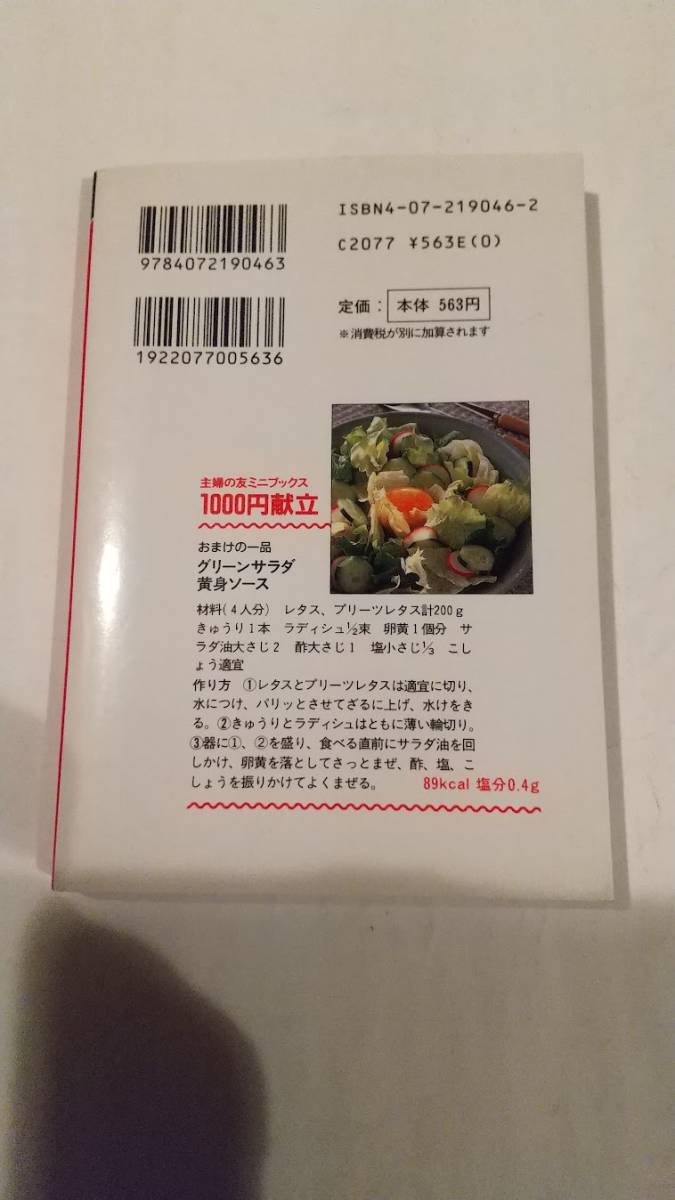 ISBN4-07-219046-2
9784072190463
C2077 ¥563E(0)
1922077005636
定価： 本体 563円
※消費税が別に加算されます
主婦の友ミニブックス
1000円献立
おまけの一品
グリーンサラダ
黄身ソース
材料(4人分)　レタス、プリーツレタス計200g
きゅうり1本　ラディシュ½束　卵黄1個分　サ
ラダ油大さじ2　酢大さじ1　塩小さじ⅓　こし
ょう適宜
作り方　①レタスとプリーツレタスは適宜に切り、
水につけ、パリッとさせてざるに上げ、水けをき
る。②きゅうりとラディシュはともに薄い輪切り。
③器に①、②を盛り、食べる直前にサラダ油を回
しかけ、卵黄を落としてさっとまぜ、酢、塩、こ
しょうを振りかけてよくまぜる。
89kcal 塩分0.4g